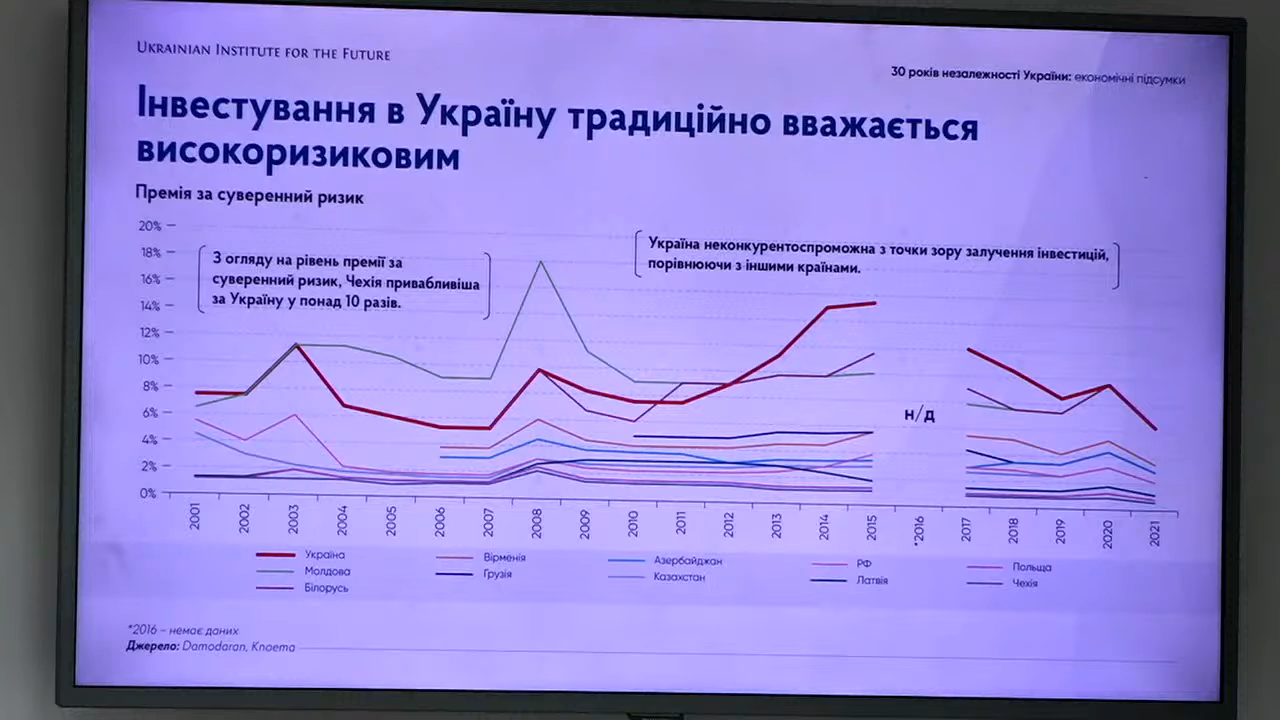 Ukrainian Institute for the Future
30 років незалежності України: економічні підсумки
Інвестування в Україну традиційно вважається
високоризиковим
Премія за суверенний ризик
З огляду на рівень премії за
суверенний ризик, Чехія привабливіша
за Україну у понад 10 разів.
Україна неконкурентоспроможна з точки зору залучення інвестицій,
порівнюючи з іншими країнами.
20%
18%
16%
14%
12%
10%
8%
6%
4%
2%
0%
н/д
2001 2002 2003 2004 2005 2006 2007 2008 2009 2010 2011 2012 2013 2014 2015 *2016 2017 2018 2019 2020 2021
Україна Вірменія Азербайджан РФ Польща
Молдова Грузія Казахстан Латвія Чехія
Білорусь
*2016 – немає даних
Джерело: Damodaran, Knoema